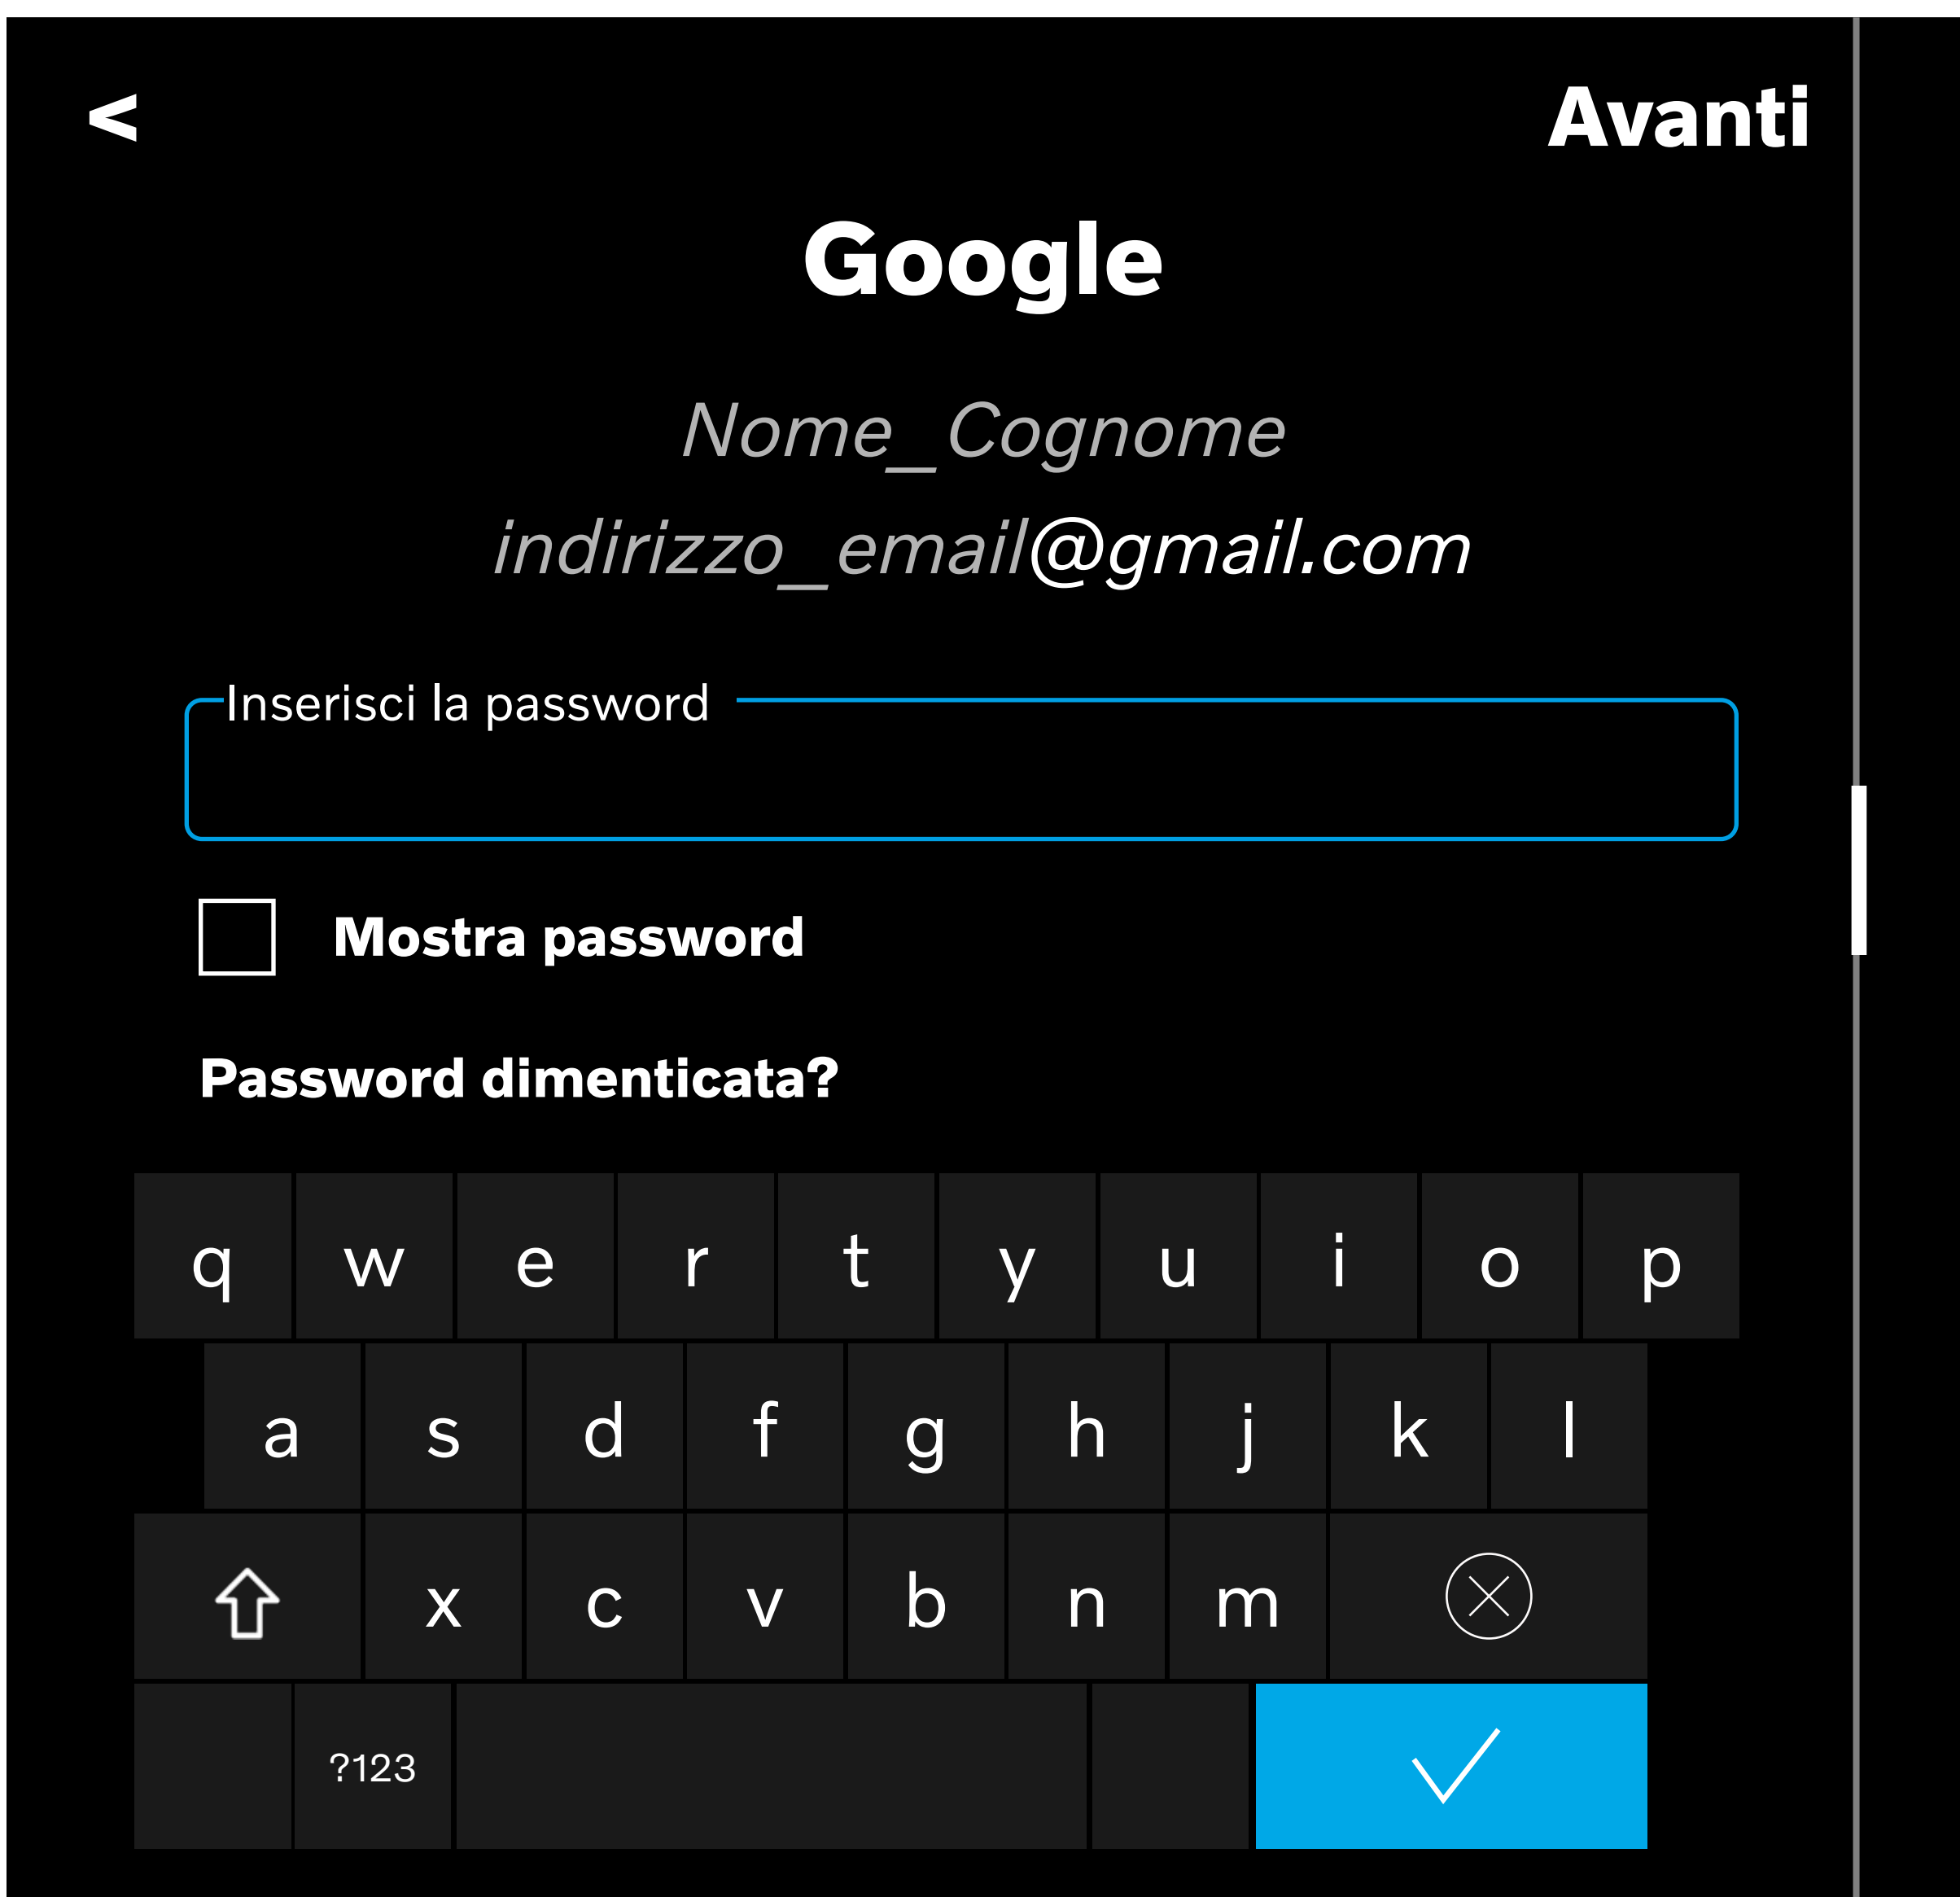 < Avanti
Google
Nome_Cognome
indirizzo_email@gmail.com
Inserisci la password
Mostra password
Password dimenticata?
q w e r t y u i o p
a s d f g h j k l
x c v b n m
?123